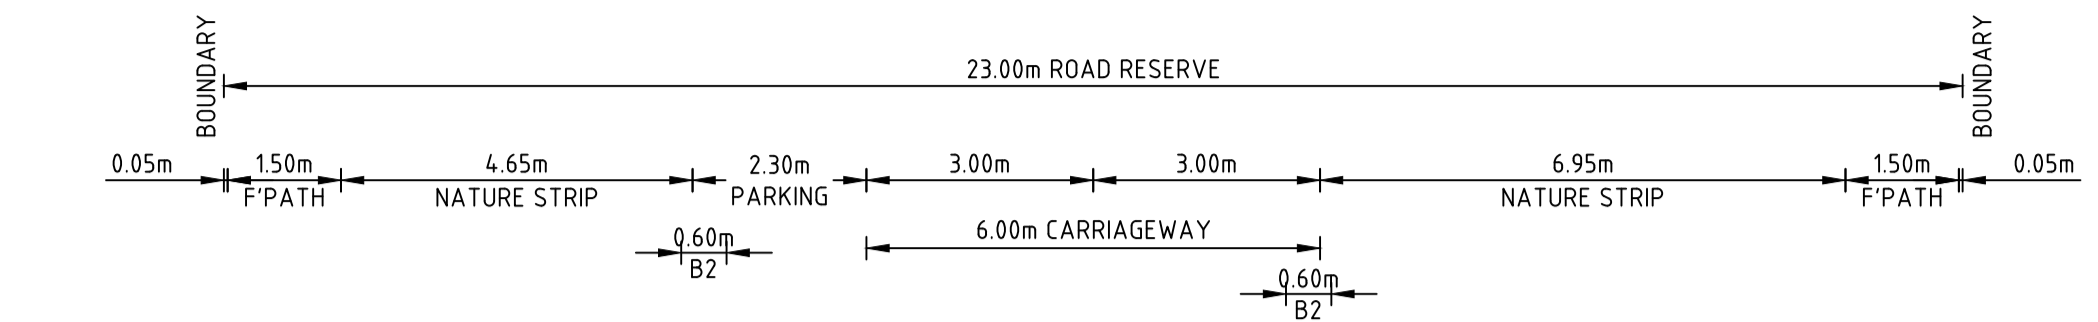 BOUNDARY
BOUNDARY
23.00m ROAD RESERVE
0.05m
1.50m
4.65m
2.30m
3.00m
3.00m
6.95m
1.50m
0.05m
F'PATH
NATURE STRIP
PARKING
NATURE STRIP
F'PATH
0.60m
B2
6.00m CARRIAGEWAY
0.60m
B2